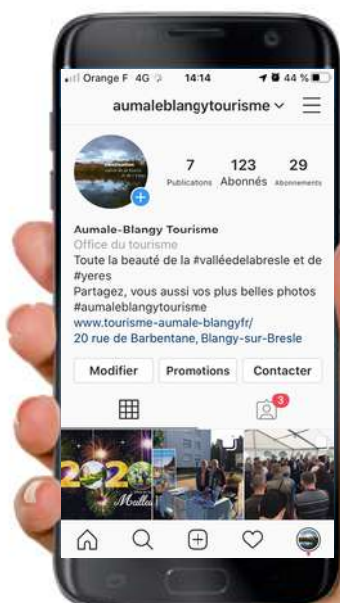 Orange F 4G 14:14 44 %
aumaleblangytourisme
7 123 29
Publications Abonnés Abonnements
Aumale-Blangy Tourisme
Office du tourisme
Toute la beauté de la #valléedelabresle et de
#yeres
Partagez, vous aussi vos plus belles photos
#aumaleblangytourisme
www.tourisme-aumale-blangyfr/
20 rue de Barbentane, Blangy-sur-Bresle
Modifier Promotions Contacter
3
2020